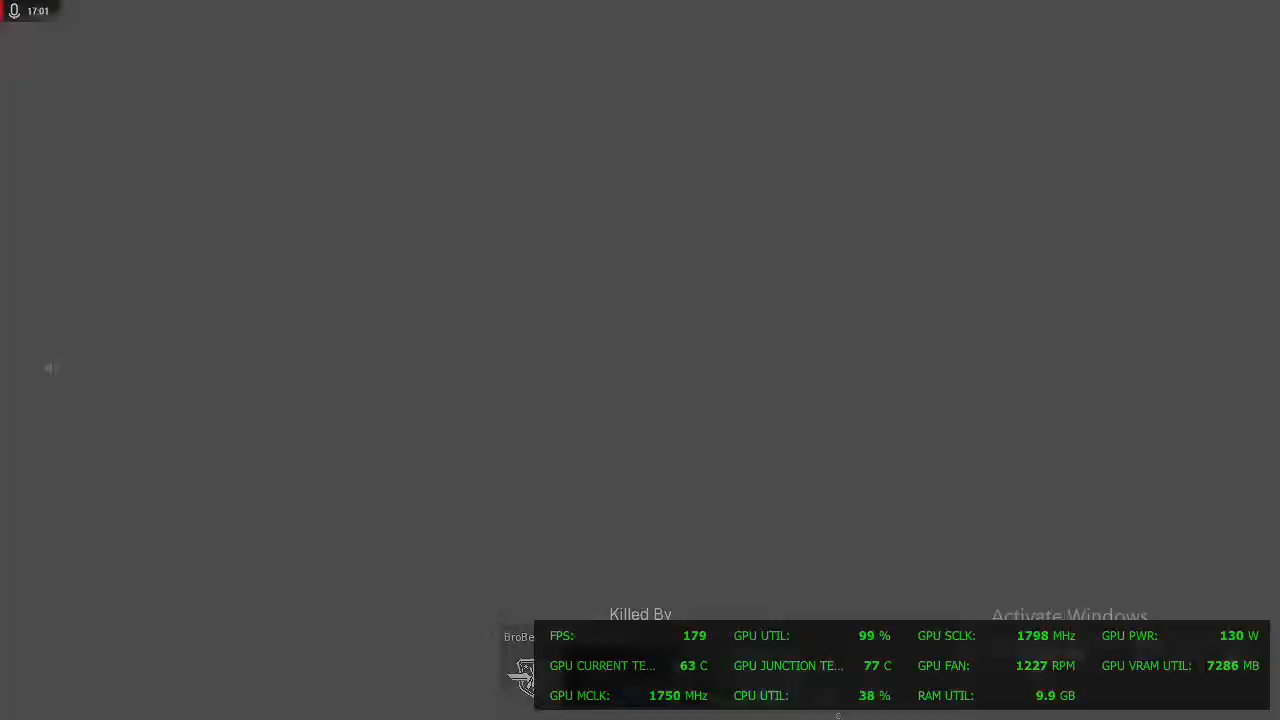 17:01
Killed By
Activate Windows
BroBe
FPS: 179 GPU UTIL: 99 % GPU SCLK: 1798 MHz GPU PWR: 130 W
GPU CURRENT TE... 63 C GPU JUNCTION TE... 77 C GPU FAN: 1227 RPM GPU VRAM UTIL: 7286 MB
GPU MCLK: 1750 MHz CPU UTIL: 38 % RAM UTIL: 9.9 GB